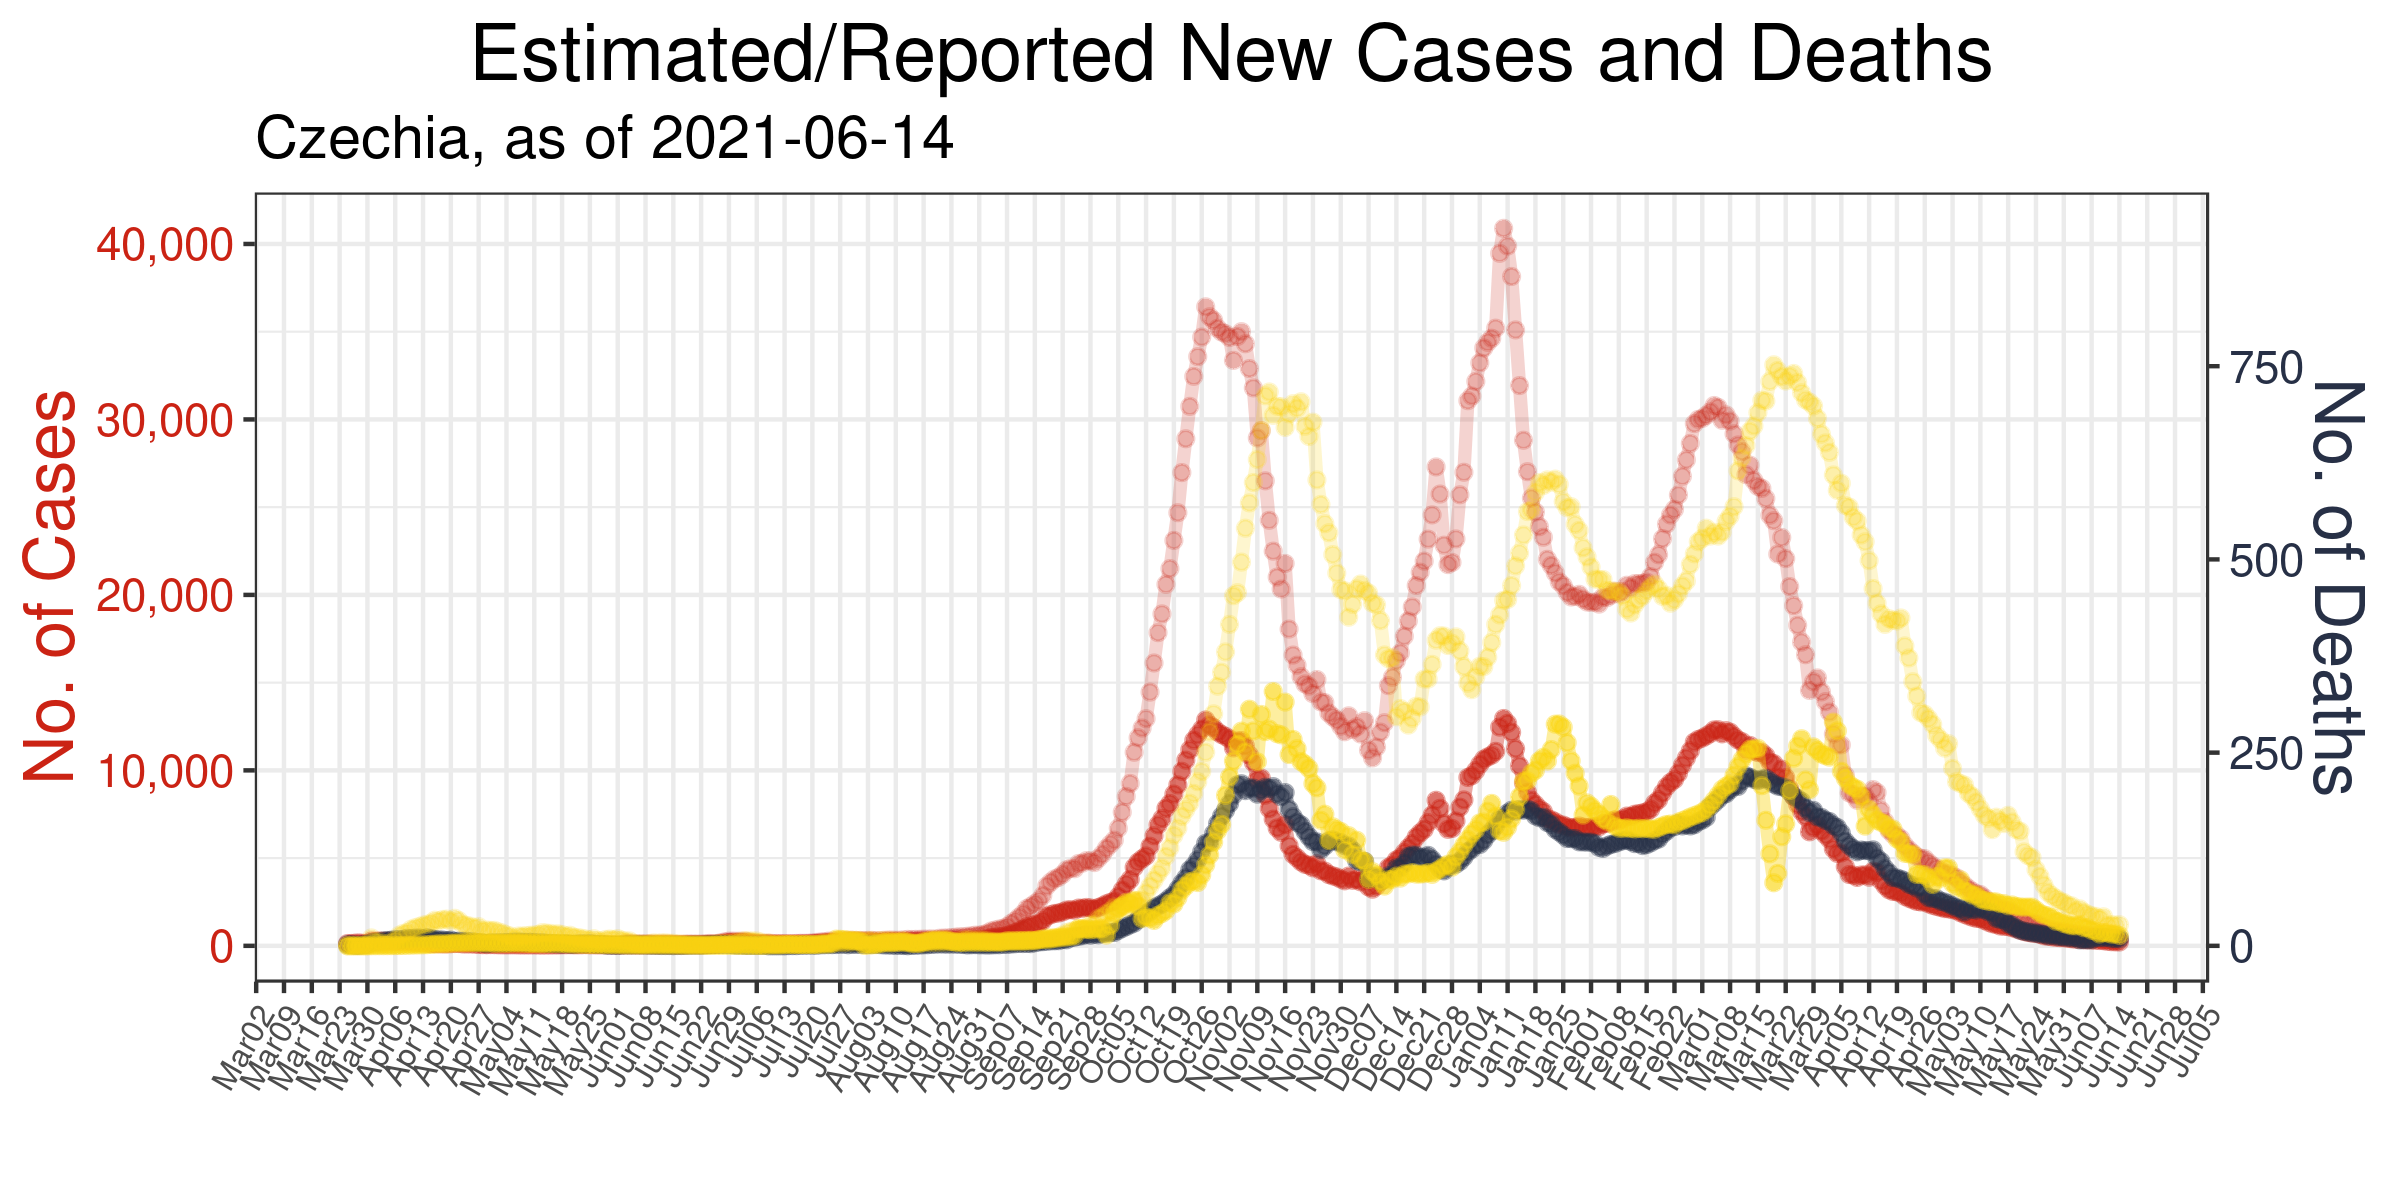 Estimated/Reported New Cases and Deaths
Czechia, as of 2021-06-14
No. of Cases
40,000
30,000
20,000
10,000
0
No. of Deaths
750
500
250
0
Mar02
Mar09
Mar16
Mar23
Mar30
Apr06
Apr13
Apr20
Apr27
May04
May11
May18
May25
Jun01
Jun08
Jun15
Jun22
Jun29
Jul06
Jul13
Jul20
Jul27
Aug03
Aug10
Aug17
Aug24
Aug31
Sep07
Sep14
Sep21
Sep28
Oct05
Oct12
Oct19
Oct26
Nov02
Nov09
Nov16
Nov23
Nov30
Dec07
Dec14
Dec21
Dec28
Jan04
Jan11
Jan18
Jan25
Feb01
Feb08
Feb15
Feb22
Mar01
Mar08
Mar15
Mar22
Mar29
Apr05
Apr12
Apr19
Apr26
May03
May10
May17
May24
May31
Jun07
Jun14
Jun21
Jun28
Jul05